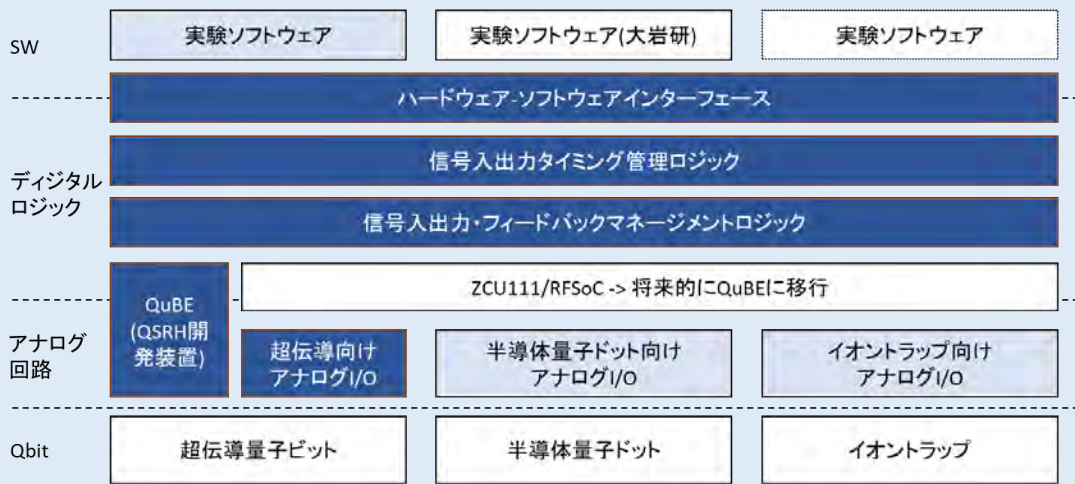 SW
実験ソフトウェア
実験ソフトウェア(大岩研)
実験ソフトウェア
ハードウェア-ソフトウェアインターフェース
ディジタル
ロジック
信号入出力タイミング管理ロジック
信号入出力・フィードバックマネージメントロジック
QuBE
(QSRH開
発装置)
ZCU111/RFSoC -> 将来的にQuBEに移行
アナログ
回路
超伝導向け
アナログI/O
半導体量子ドット向け
アナログI/O
イオントラップ向け
アナログI/O
Qbit
超伝導量子ビット
半導体量子ドット
イオントラップ